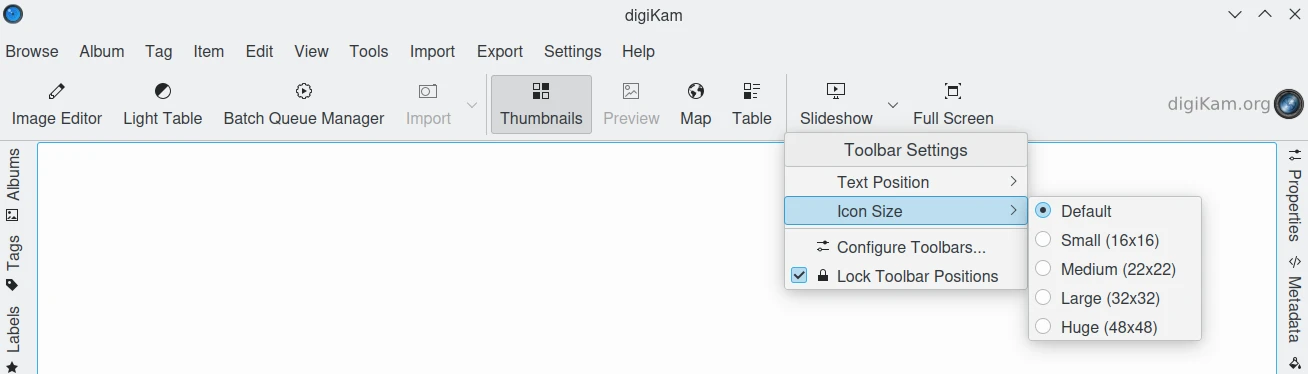 digiKam
Browse Album Tag Item Edit View Tools Import Export Settings Help
Image Editor Light Table Batch Queue Manager Import Thumbnails Preview Map Table Slideshow Full Screen
digiKam.org
Albums
Tags
Labels
Toolbar Settings
Text Position
Icon Size
Configure Toolbars...
Lock Toolbar Positions
Default
Small (16x16)
Medium (22x22)
Large (32x32)
Huge (48x48)
Properties
Metadata